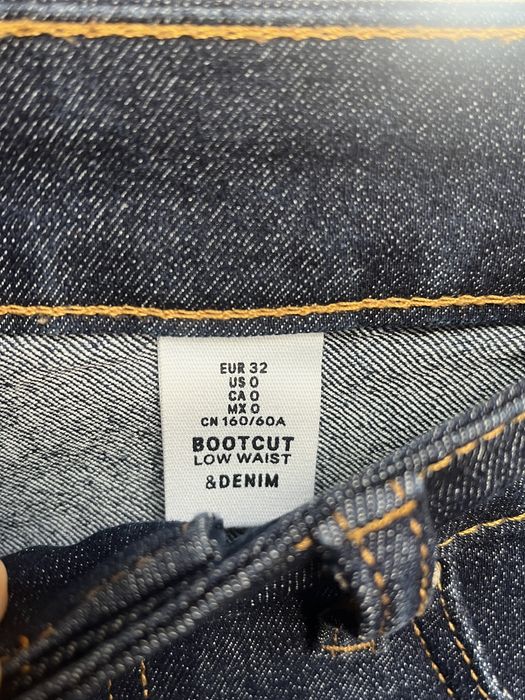 EUR 32
US 0
CA 0
MX 0
CN 160/60A
BOOTCUT
LOW WAIST
&DENIM